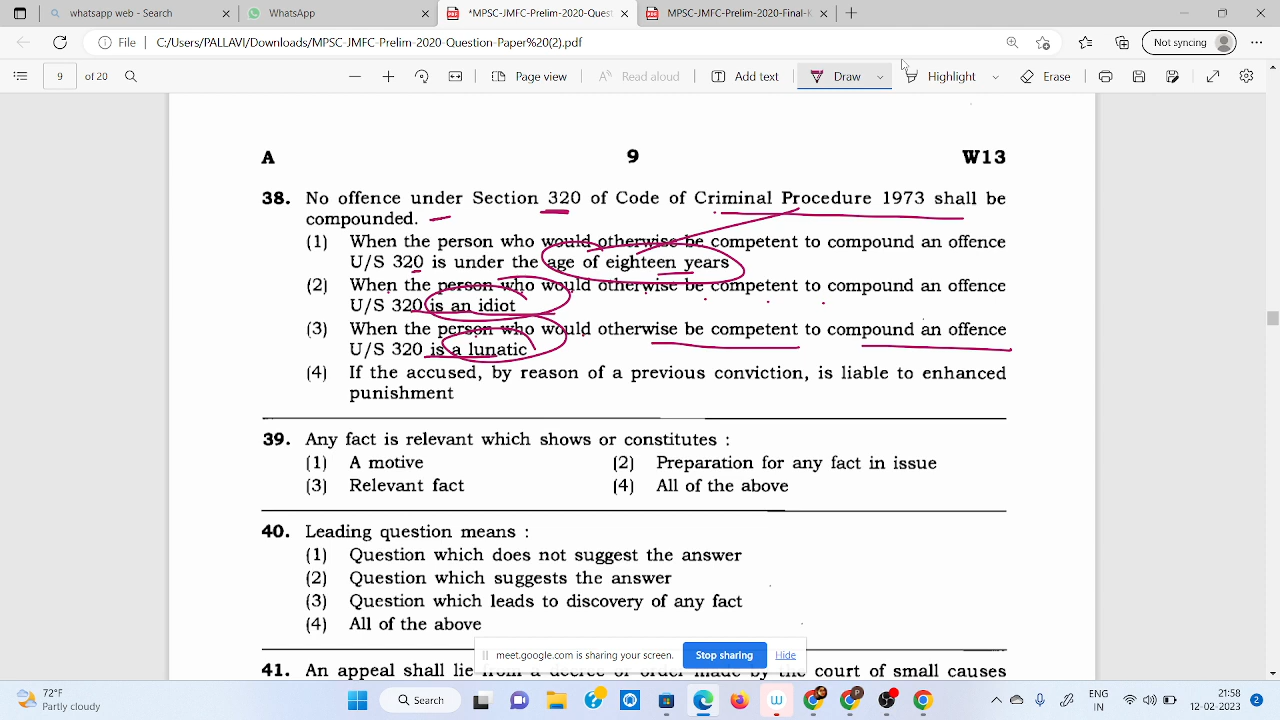 whatsapp web - Search
WhatsApp
*MPSC-JMFC-Prelim-2020-Quest
MPSC-JMFC-Prelim-2020-Final-K
File C:/Users/PALLAVI/Downloads/MPSC-JMFC-Prelim-2020-Question-Paper%20(2).pdf
Not syncing
9 of 20
Page view
Read aloud
Add text
Draw
Highlight
Erase
A 9 W13
38. No offence under Section 320 of Code of Criminal Procedure 1973 shall be
compounded.
(1) When the person who would otherwise be competent to compound an offence
U/S 320 is under the age of eighteen years
(2) When the person who would otherwise be competent to compound an offence
U/S 320 is an idiot
(3) When the person who would otherwise be competent to compound an offence
U/S 320 is a lunatic
(4) If the accused, by reason of a previous conviction, is liable to enhanced
punishment
39. Any fact is relevant which shows or constitutes :
(1) A motive (2) Preparation for any fact in issue
(3) Relevant fact (4) All of the above
40. Leading question means :
(1) Question which does not suggest the answer
(2) Question which suggests the answer
(3) Question which leads to discovery of any fact
(4) All of the above
meet.google.com is sharing your screen. Stop sharing Hide
41. An appeal shall lie from a decree or order made by the court of small causes
72°F
Partly cloudy
Search
ENG
IN
21:58
12-02-2023
2